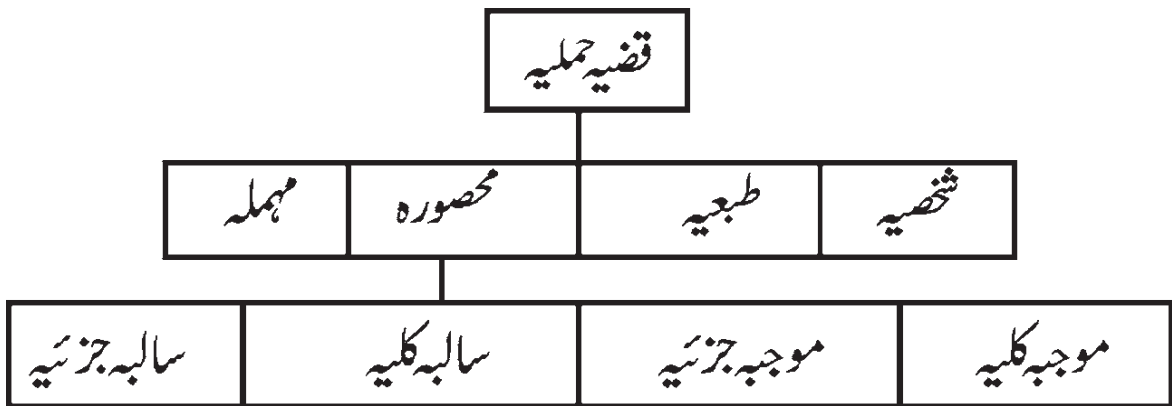 قضیہ حملیہ
شخصیہ طبعیہ محصورہ مہملہ
موجبہ کلیہ موجبہ جزئیہ سالبہ کلیہ سالبہ جزئیہ